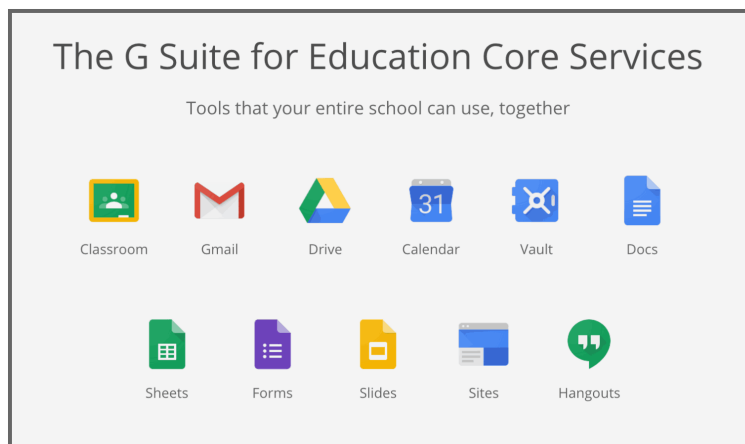 The G Suite for Education Core Services
Tools that your entire school can use, together
31
Classroom Gmail Drive Calendar Vault Docs
Sheets Forms Slides Sites Hangouts